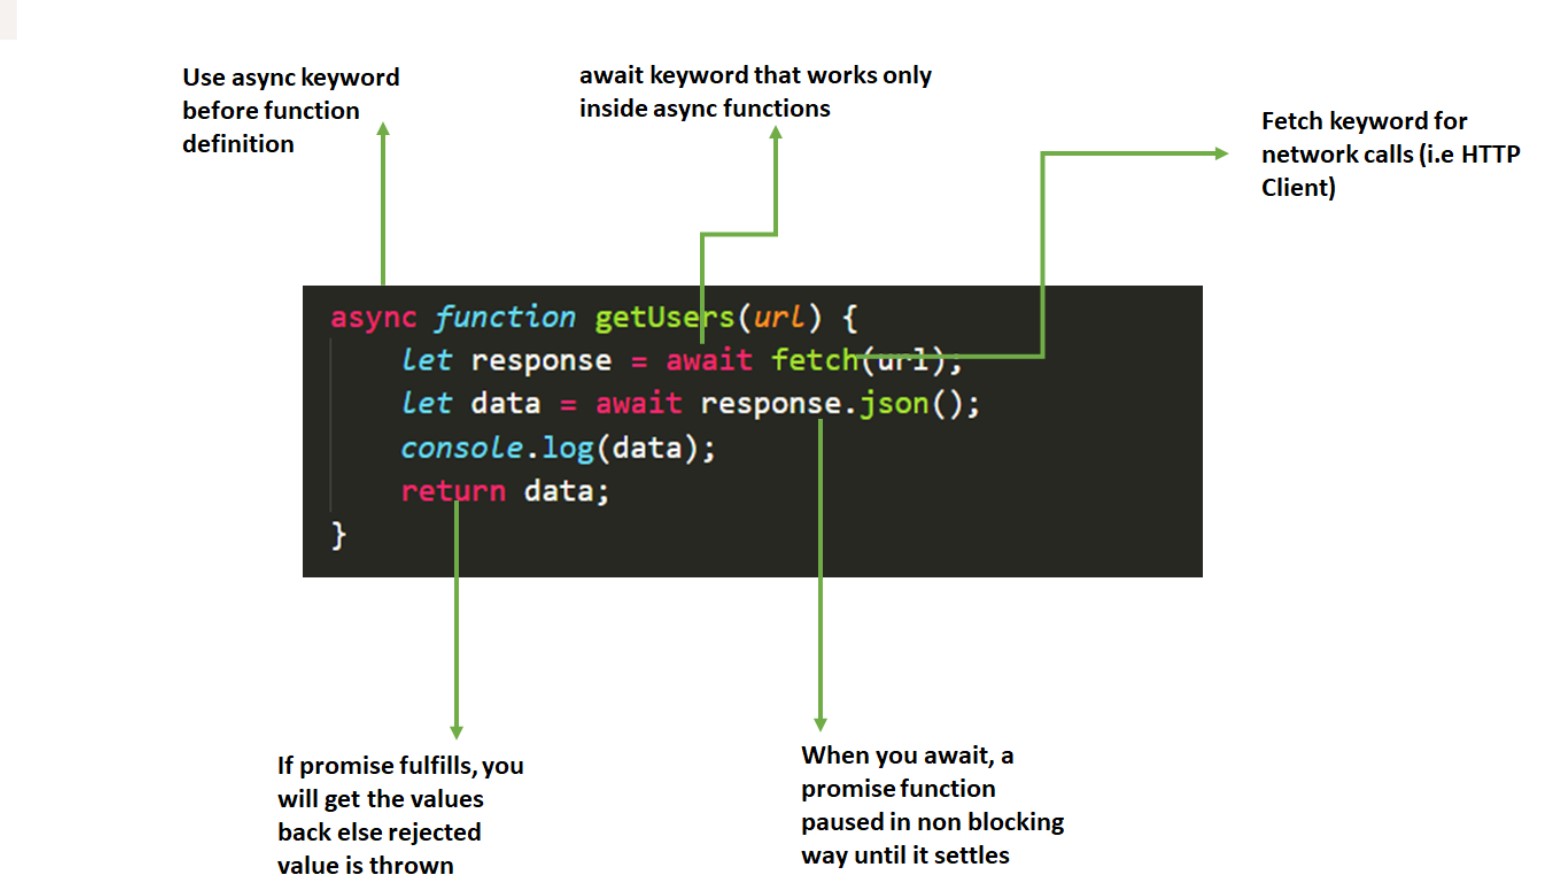 Use async keyword
before function
definition
await keyword that works only
inside async functions
Fetch keyword for
network calls (i.e HTTP
Client)
async function getUsers(url) {
let response = await fetch(url);
let data = await response.json();
console.log(data);
return data;
}
If promise fulfills, you
will get the values
back else rejected
value is thrown
When you await, a
promise function
paused in non blocking
way until it settles